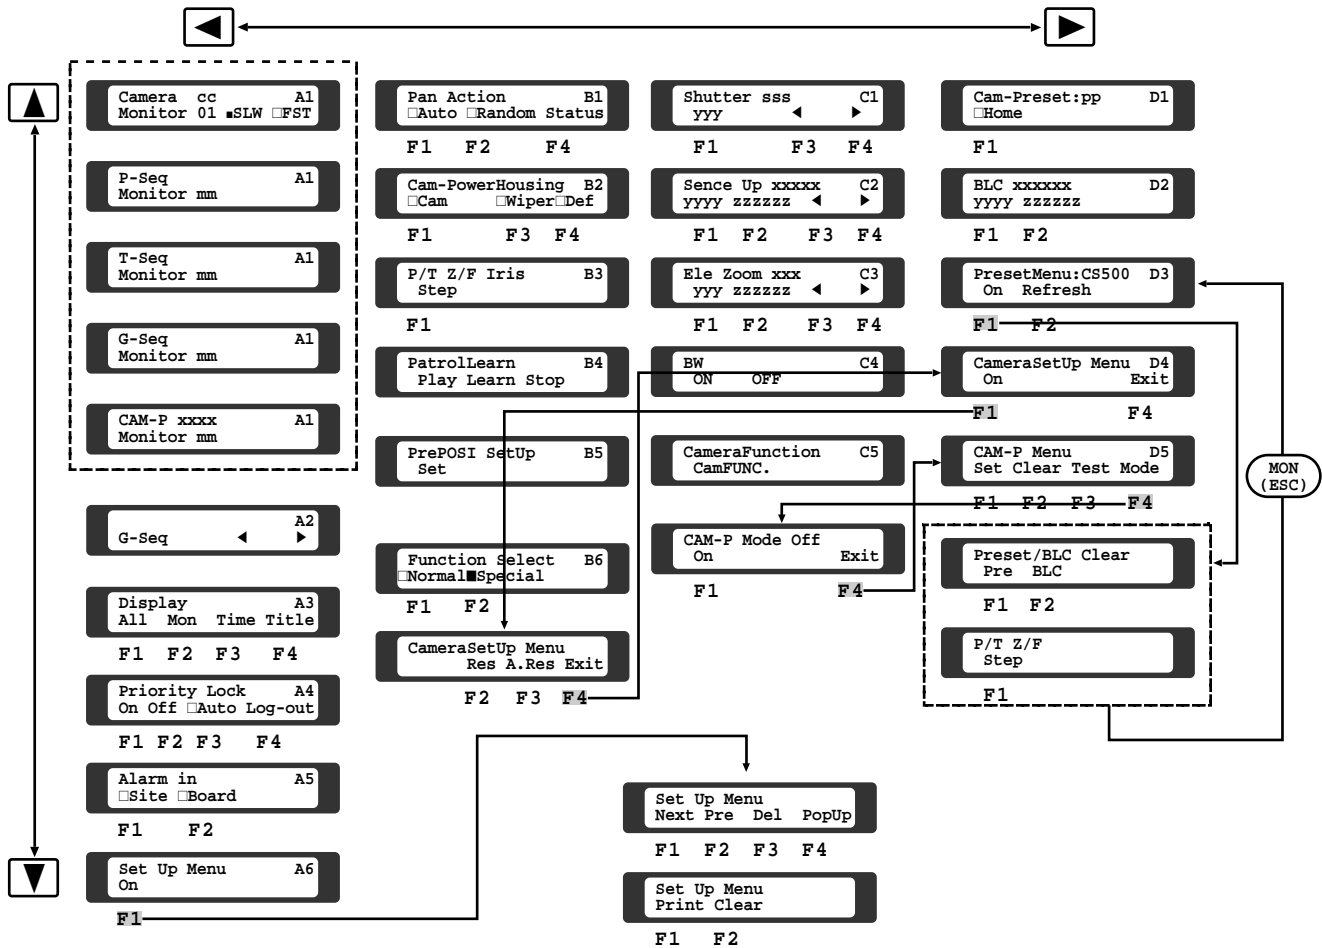 Camera cc A1
Monitor 01 ■SLW □FST
P-Seq A1
Monitor mm
T-Seq A1
Monitor mm
G-Seq A1
Monitor mm
CAM-P xxxx A1
Monitor mm
A2
G-Seq ◀ ▶
Display A3
All Mon Time Title
F1 F2 F3 F4
Priority Lock A4
On Off □Auto Log-out
F1 F2 F3 F4
Alarm in A5
□Site □Board
F1 F2
Set Up Menu A6
On
F1
Pan Action B1
□Auto □Random Status
F1 F2 F4
Cam-PowerHousing B2
□Cam □Wiper□Def
F1 F3 F4
P/T Z/F Iris B3
Step
F1
PatrolLearn B4
Play Learn Stop
PrePOSI SetUp B5
Set
Function Select B6
□Normal■Special
F1 F2
CameraSetUp Menu
Res A.Res Exit
F2 F3 F4
Shutter sss C1
yyy ◀ ▶
F1 F3 F4
Sence Up xxxxx C2
yyyy zzzzzz ◀ ▶
F1 F2 F3 F4
Ele Zoom xxx C3
yyy zzzzzz ◀ ▶
F1 F2 F3 F4
BW C4
ON OFF
CameraFunction C5
CamFUNC.
CAM-P Mode Off
On Exit
F1 F4
Set Up Menu
Next Pre Del PopUp
F1 F2 F3 F4
Set Up Menu
Print Clear
F1 F2
Cam-Preset:pp D1
□Home
F1
BLC xxxxxx D2
yyyy zzzzzz
F1 F2
PresetMenu:CS500 D3
On Refresh
F1 F2
CameraSetUp Menu D4
On Exit
F1 F4
CAM-P Menu D5
Set Clear Test Mode
F1 F2 F3 F4
Preset/BLC Clear
Pre BLC
F1 F2
P/T Z/F
Step
F1
MON
(ESC)